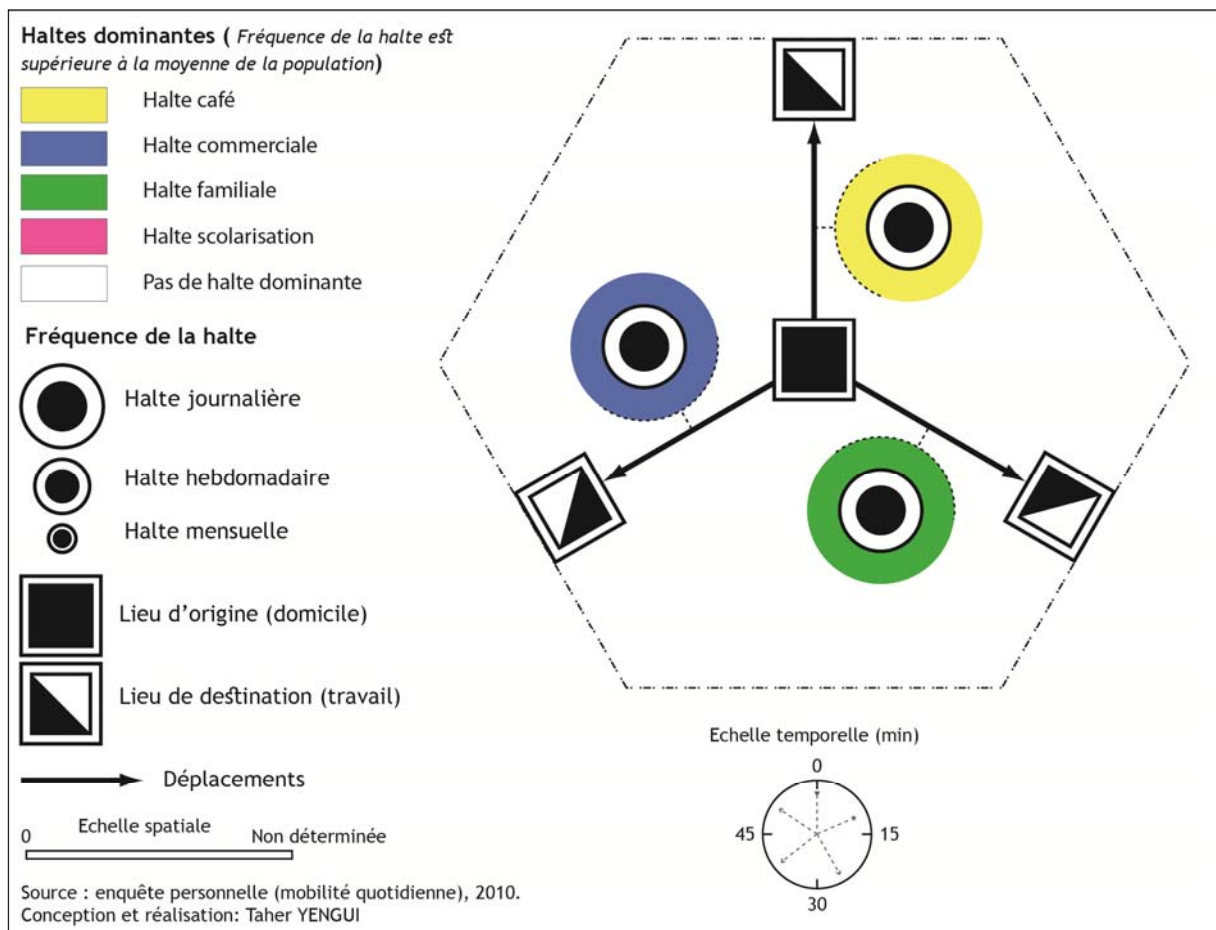 Haltes dominantes ( Fréquence de la halte est
supérieure à la moyenne de la population)
Halte café
Halte commerciale
Halte familiale
Halte scolarisation
Pas de halte dominante
Fréquence de la halte
Halte journalière
Halte hebdomadaire
Halte mensuelle
Lieu d'origine (domicile)
Lieu de destination (travail)
Déplacements
Echelle spatiale
0 Non déterminée
Source : enquête personnelle (mobilité quotidienne), 2010.
Conception et réalisation: Taher YENGUI
Echelle temporelle (min)
0
45 15
30